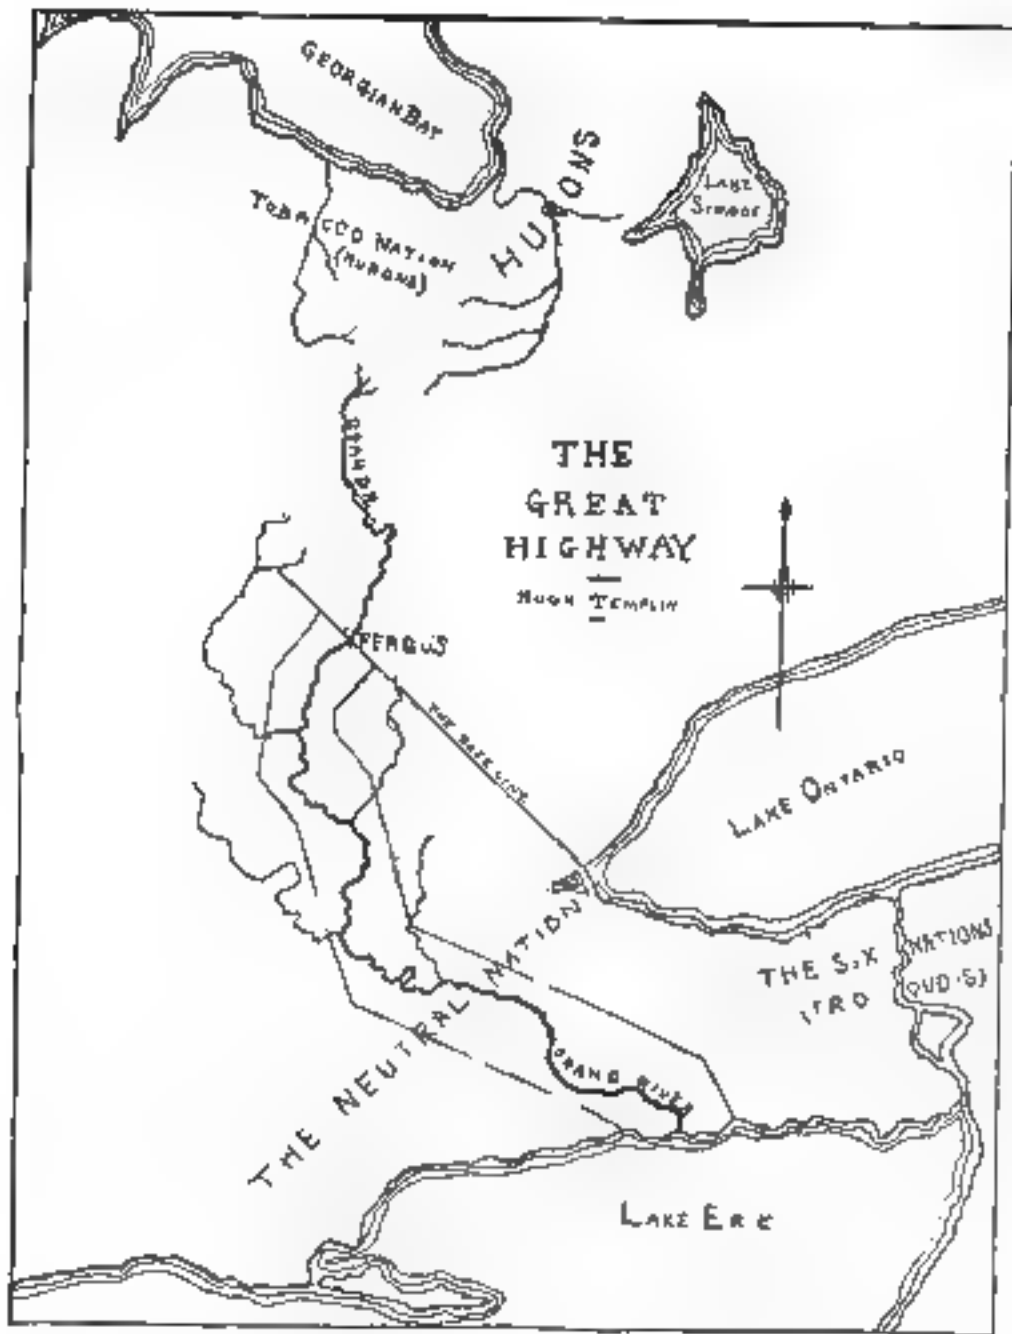 GEORGIAN BAY
HURONS
LAKE
SIMCOE
TOBACCO NATION
(HURONS)
GRAND R
THE
GREAT
HIGHWAY
HUGH TEMPLIN
FERGUS
THE BASE LINE
LAKE ONTARIO
THE NEUTRAL NATION
THE SIX NATIONS
GRAND RIVER
LAKE ERIE